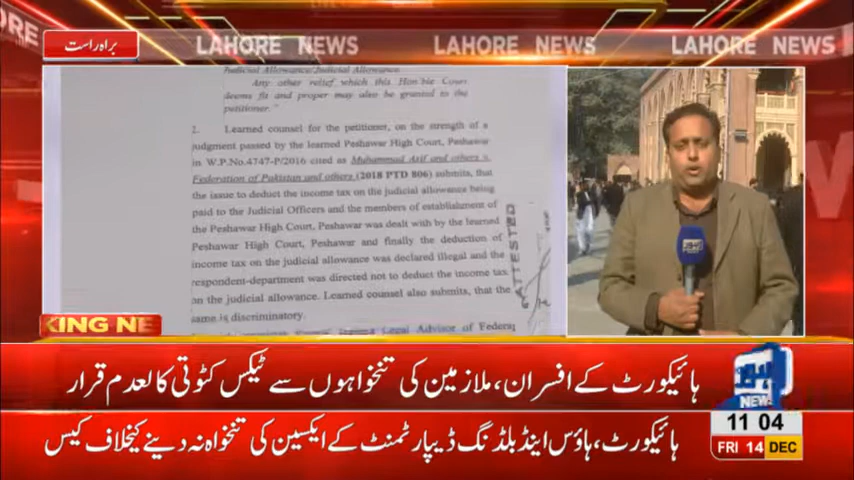 براہ راست
LAHORE NEWS
LAHORE NEWS
LAHORE NEWS
Judicial Allowance/Judicial Allowance
Any other relief which this Hon'ble Court
deems fit and proper may also be granted to the
petitioner."
2. Learned counsel for the petitioner, on the strength of a
judgment passed by the learned Peshawar High Court, Peshawar
in W.P.No.4747-P/2016 cited as Muhammad Asif and others v.
Federation of Pakistan and others (2018 PTD 806) submits, that
the issue to deduct the income tax on the judicial allowance being
paid to the Judicial Officers and the members of establishment of
the Peshawar High Court, Peshawar was dealt with by the learned
Peshawar High Court, Peshawar and finally the deduction of
income tax on the judicial allowance was declared illegal and the
respondent-department was directed not to deduct the income tax
on the judicial allowance. Learned counsel also submits, that the
same is discriminatory.
Legal Advisor of Federal
ATTESTED
KING NE
ہائیکورٹ کے افسران، ملازمین کی تنخواہوں سے ٹیکس کٹوتی کالعدم قرار
ہائیکورٹ، ہاؤس اینڈ بلڈنگ ڈیپارٹمنٹ کے ایکسین کی تنخواہ نہ دینے کیخلاف کیس
NEWS
11 04
FRI 14 DEC